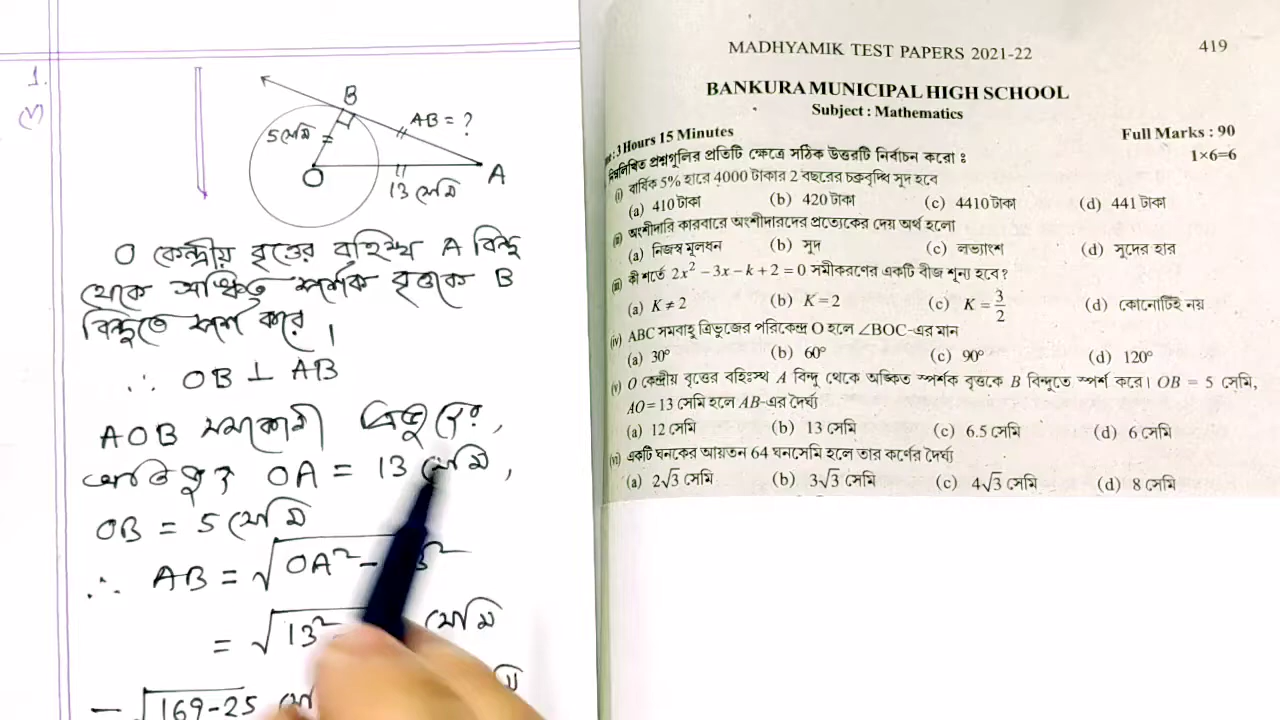 1.
(v)
B
AB = ?
5 সেমি
O
A
13 সেমি
O কেন্দ্রীয় বৃত্তের বহিঃস্থ A বিন্দু
থেকে অঙ্কিত স্পর্শক বৃত্তকে B
বিন্দুতে স্পর্শ করে।
∴ OB ⊥ AB
AOB সমকোণী ত্রিভুজের,
অতিভুজ OA = 13 সেমি,
OB = 5 সেমি
∴ AB = √OA² –
= √13² সেমি
= √169-25
MADHYAMIK TEST PAPERS 2021-22 419
BANKURA MUNICIPAL HIGH SCHOOL
Subject : Mathematics
: 3 Hours 15 Minutes Full Marks : 90
নিম্নলিখিত প্রশ্নগুলির প্রতিটি ক্ষেত্রে সঠিক উত্তরটি নির্বাচন করো : 1×6=6
(i) বার্ষিক 5% হারে 4000 টাকার 2 বছরের চক্রবৃদ্ধি সুদ হবে
(a) 410 টাকা (b) 420 টাকা (c) 4410 টাকা (d) 441 টাকা
(ii) অংশীদারি কারবারে অংশীদারদের প্রত্যেকের দেয় অর্থ হলো
(a) নিজস্ব মূলধন (b) সুদ (c) লভ্যাংশ (d) সুদের হার
(iii) কী শর্তে 2x² – 3x – k + 2 = 0 সমীকরণের একটি বীজ শূন্য হবে?
(a) K ≠ 2 (b) K = 2 (c) K = 3/2 (d) কোনোটিই নয়
(iv) ABC সমবাহু ত্রিভুজের পরিকেন্দ্র O হলে ∠BOC-এর মান
(a) 30° (b) 60° (c) 90° (d) 120°
(v) O কেন্দ্রীয় বৃত্তের বহিঃস্থ A বিন্দু থেকে অঙ্কিত স্পর্শক বৃত্তকে B বিন্দুতে স্পর্শ করে। OB = 5 সেমি,
AO = 13 সেমি হলে AB-এর দৈর্ঘ্য
(a) 12 সেমি (b) 13 সেমি (c) 6.5 সেমি (d) 6 সেমি
(vi) একটি ঘনকের আয়তন 64 ঘনসেমি হলে তার কর্ণের দৈর্ঘ্য
(a) 2√3 সেমি (b) 3√3 সেমি (c) 4√3 সেমি (d) 8 সেমি